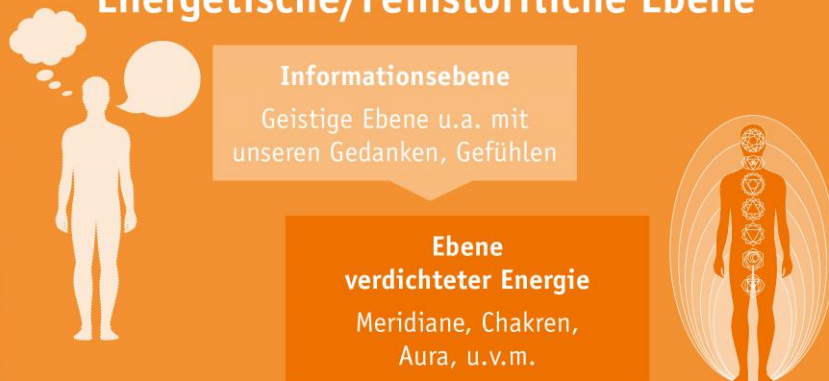 Energetische/Feinstoffliche Ebene
Informationsebene
Geistige Ebene u.a. mit
unseren Gedanken, Gefühlen
Ebene
verdichteter Energie
Meridiane, Chakren,
Aura, u.v.m.